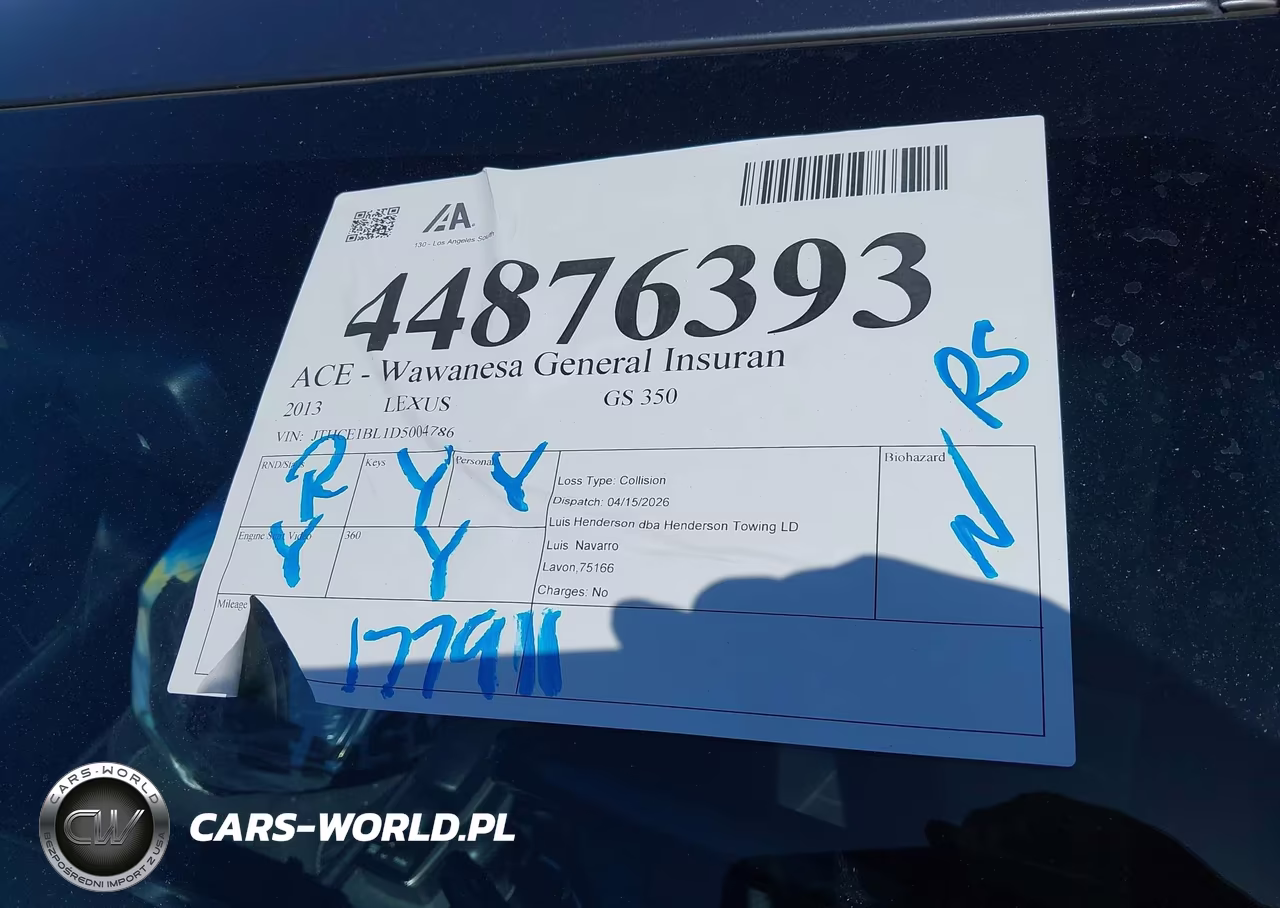 IAA
130 - Los Angeles South
44876393
ACE - Wawanesa General Insuran
2013 LEXUS GS 350
VIN: JTHCE1BL1D5004786
RS
RND/Stat R Keys Y Personal Y
Biohazard N
Engine Start Video Y 360 Y
Loss Type: Collision
Dispatch: 04/15/2026
Luis Henderson dba Henderson Towing LD
Luis Navarro
Lavon,75166
Charges: No
Mileage
177911
CARS-WORLD
CW
BEZPOŚREDNI IMPORT Z USA
CARS-WORLD.PL